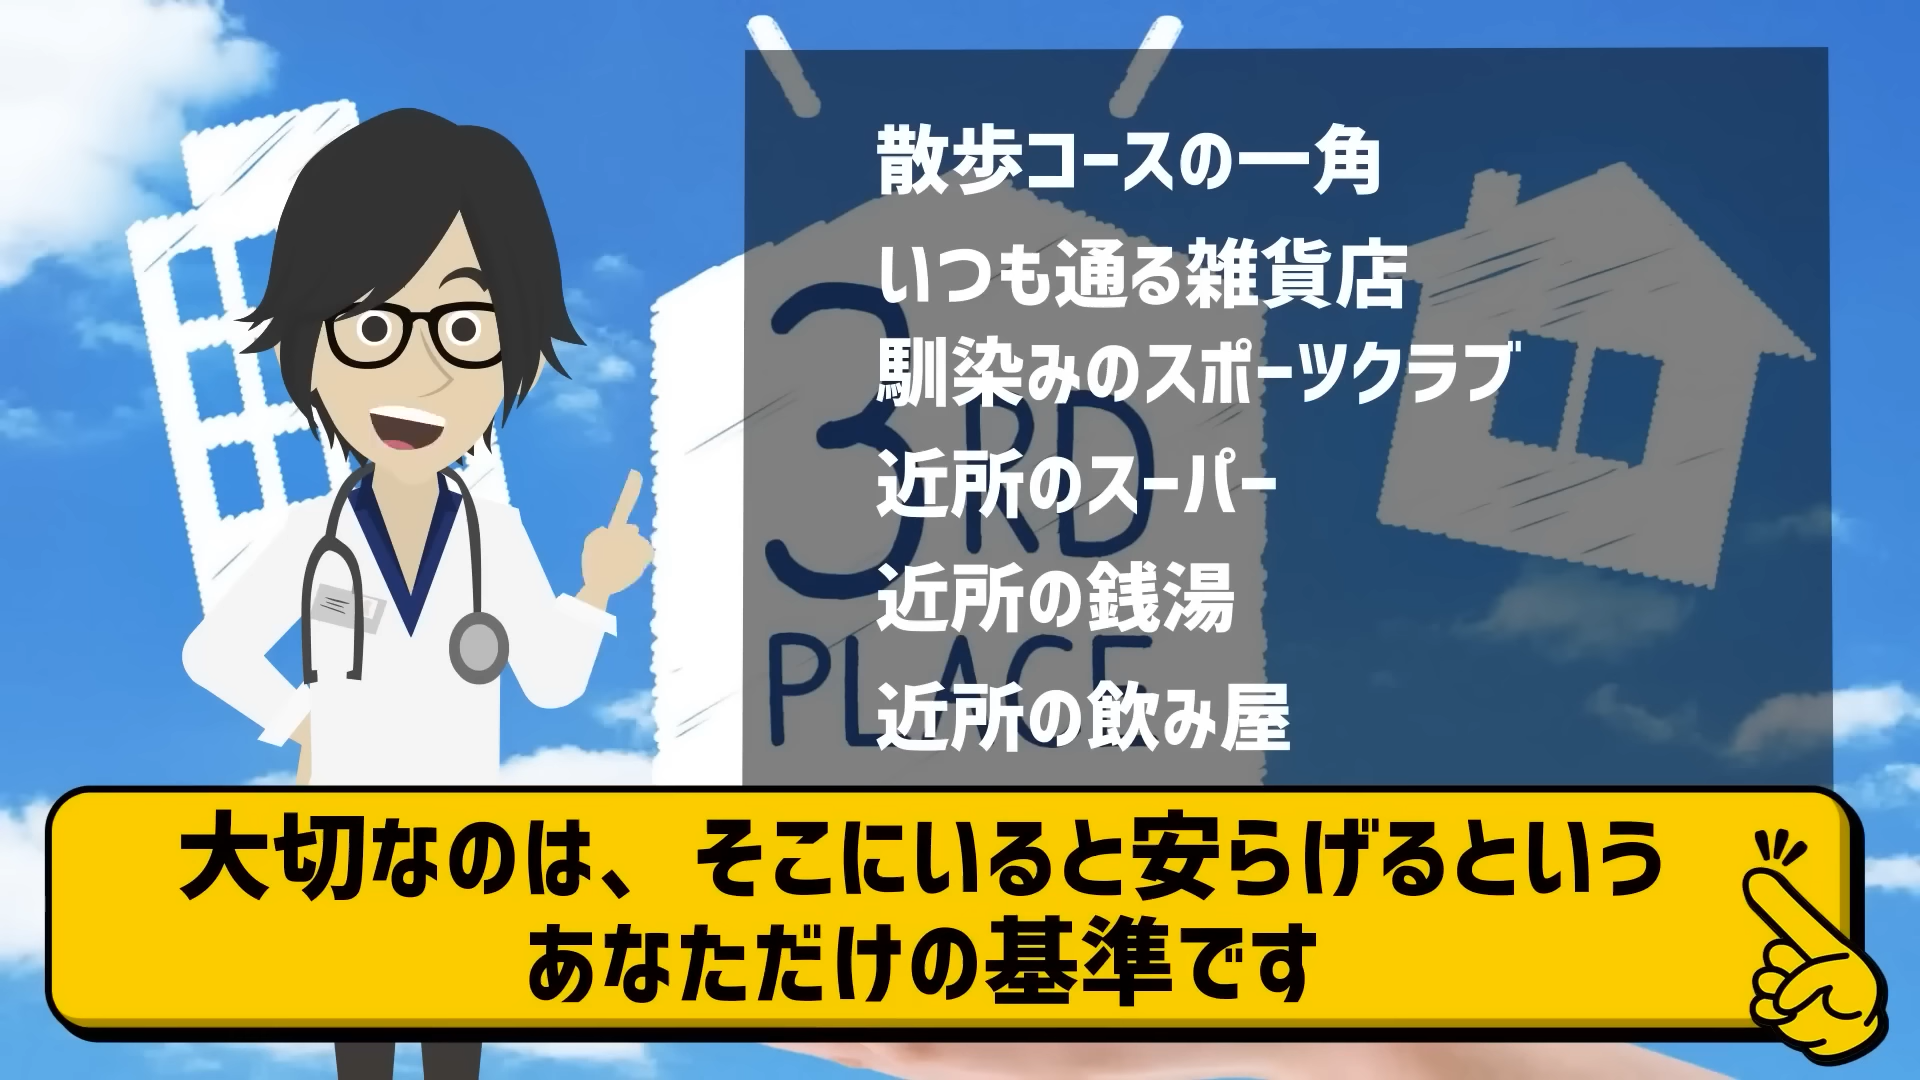 散歩コースの一角
いつも通る雑貨店
馴染みのスポーツクラブ
近所のスーパー
近所の銭湯
近所の飲み屋
3RD
PLACE
大切なのは、そこにいると安らげるという
あなただけの基準です